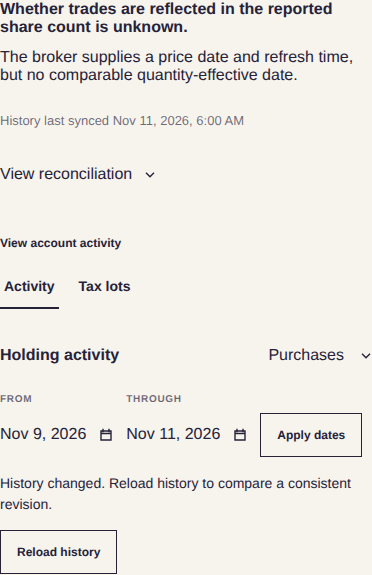 Whether trades are reflected in the reported
share count is unknown.
The broker supplies a price date and refresh time,
but no comparable quantity-effective date.
History last synced Nov 11, 2026, 6:00 AM
View reconciliation
View account activity
Activity Tax lots
Holding activity Purchases
FROM THROUGH
Nov 9, 2026 Nov 11, 2026 Apply dates
History changed. Reload history to compare a consistent
revision.
Reload history